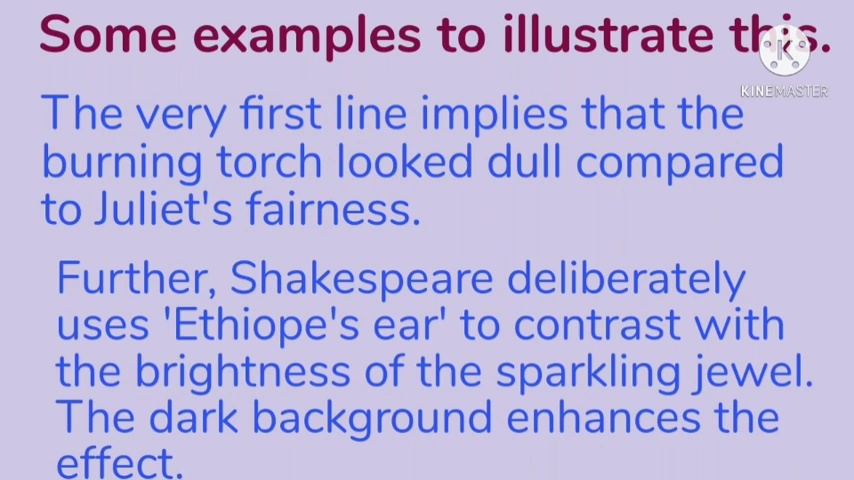 Some examples to illustrate this.
KINEMASTER
The very first line implies that the
burning torch looked dull compared
to Juliet's fairness.
Further, Shakespeare deliberately
uses 'Ethiope's ear' to contrast with
the brightness of the sparkling jewel.
The dark background enhances the
effect.